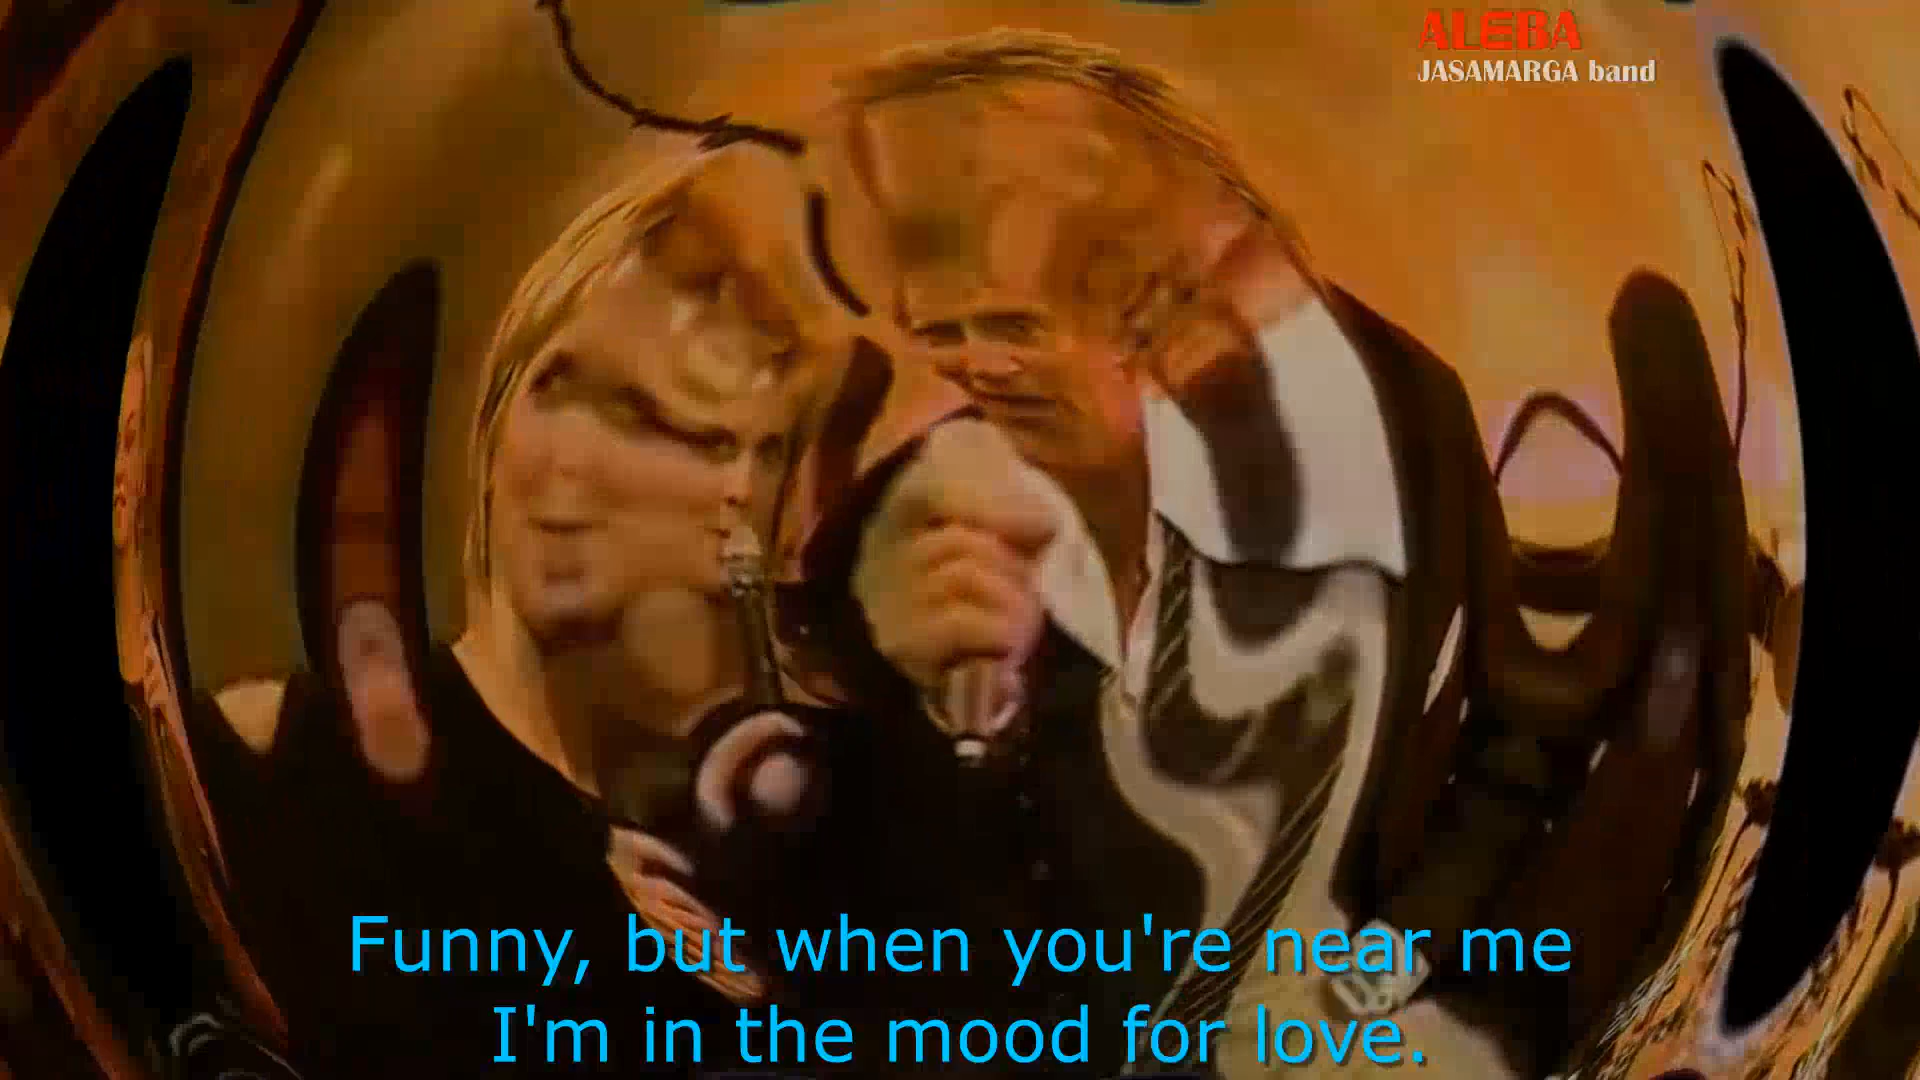 ALEBA
JASAMARGA band
Funny, but when you're near me
I'm in the mood for love.